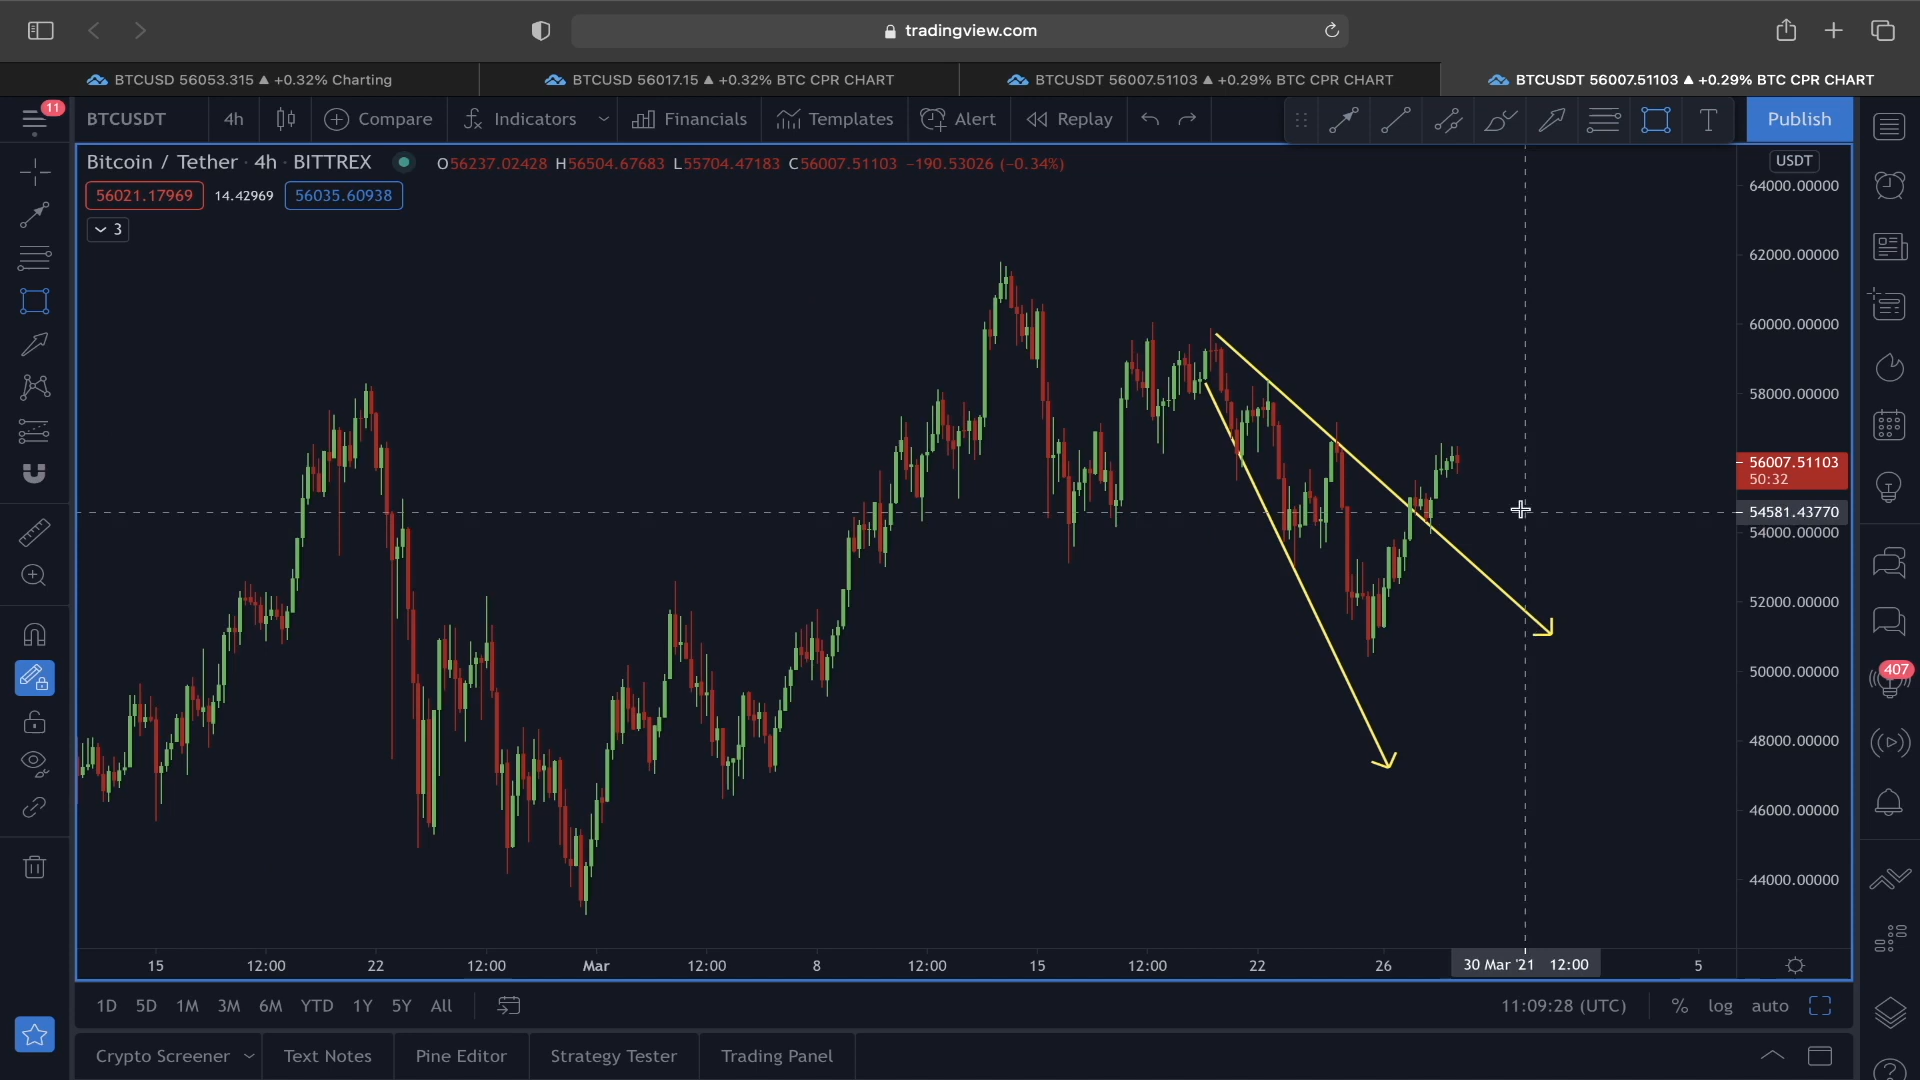 tradingview.com
BTCUSD 56053.315 ▲ +0.32% Charting
BTCUSD 56017.15 ▲ +0.32% BTC CPR CHART
BTCUSDT 56007.51103 ▲ +0.29% BTC CPR CHART
BTCUSDT 56007.51103 ▲ +0.29% BTC CPR CHART
11
BTCUSDT 4h Compare Indicators Financials Templates Alert Replay T Publish
Bitcoin / Tether · 4h · BITTREX O56237.02428 H56504.67683 L55704.47183 C56007.51103 −190.53026 (−0.34%)
56021.17969 14.42969 56035.60938
3
USDT
64000.00000
62000.00000
60000.00000
58000.00000
56007.51103
50:32
54581.43770
54000.00000
52000.00000
50000.00000
48000.00000
46000.00000
44000.00000
407
15 12:00 22 12:00 Mar 12:00 8 12:00 15 12:00 22 26 30 Mar '21 12:00 5
1D 5D 1M 3M 6M YTD 1Y 5Y All 11:09:28 (UTC) % log auto
Crypto Screener Text Notes Pine Editor Strategy Tester Trading Panel